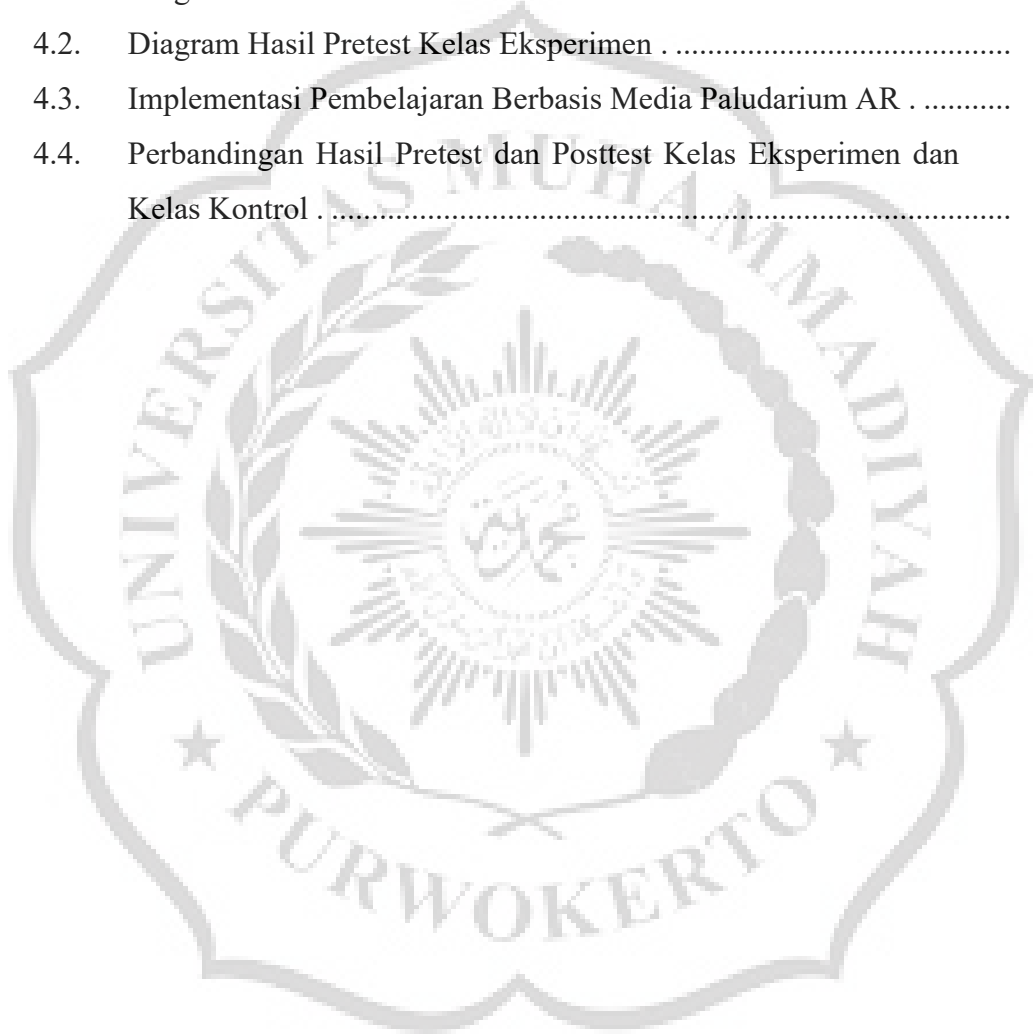 4.2. Diagram Hasil Pretest Kelas Eksperimen . ..........................................
4.3. Implementasi Pembelajaran Berbasis Media Paludarium AR . ...........
4.4. Perbandingan Hasil Pretest dan Posttest Kelas Eksperimen dan
Kelas Kontrol . .....................................................................................
UNIVERSITAS MUHAMMADIYAH
PURWOKERTO